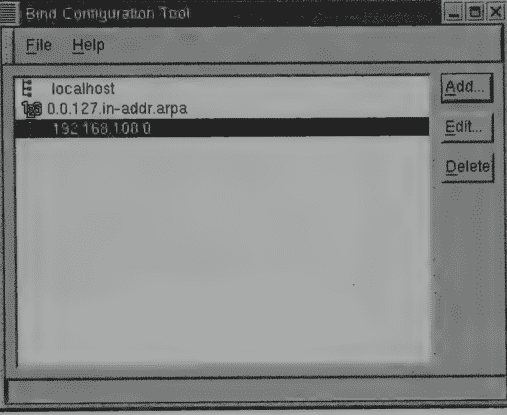 Bind Configuration Tool
File Help
localhost
0.0.127.in-addr.arpa
192.168.100.0
Add...
Edit...
Delete